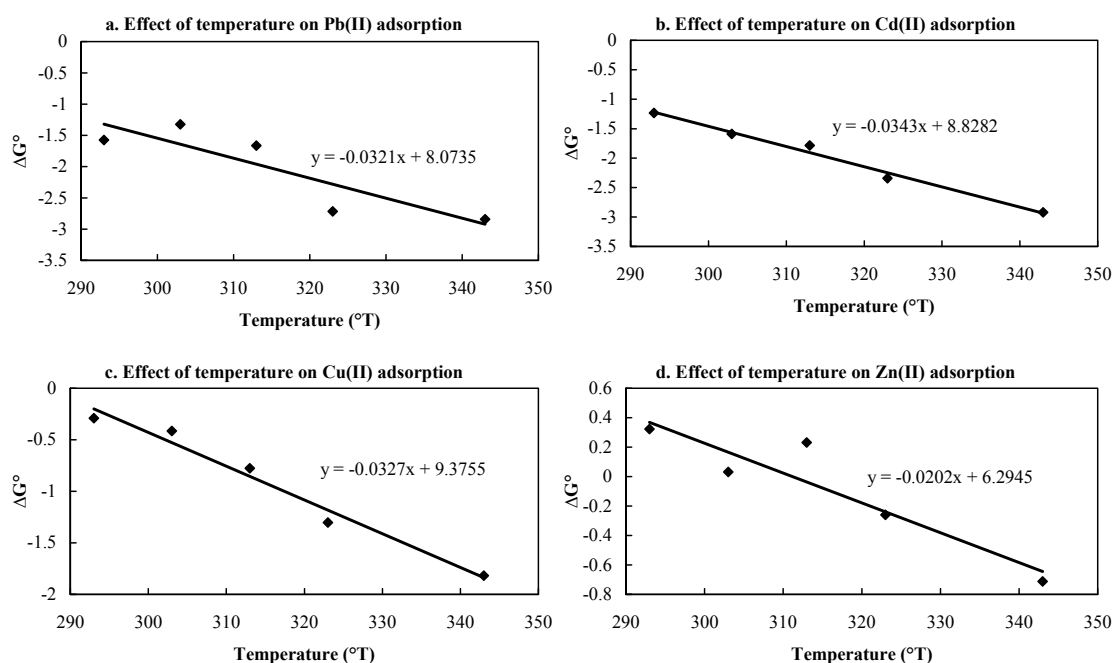 a. Effect of temperature on Pb(II) adsorption
0
-0.5
-1
-1.5
-2
-2.5
-3
-3.5
ΔG°
y = -0.0321x + 8.0735
290 300 310 320 330 340 350
Temperature (°T)
b. Effect of temperature on Cd(II) adsorption
0
-0.5
-1
-1.5
-2
-2.5
-3
-3.5
ΔG°
y = -0.0343x + 8.8282
290 300 310 320 330 340 350
Temperature (°T)
c. Effect of temperature on Cu(II) adsorption
0
-0.5
-1
-1.5
-2
ΔG°
y = -0.0327x + 9.3755
290 300 310 320 330 340 350
Temperature (°T)
d. Effect of temperature on Zn(II) adsorption
0.6
0.4
0.2
0
-0.2
-0.4
-0.6
-0.8
ΔG°
y = -0.0202x + 6.2945
290 300 310 320 330 340 350
Temperature (°T)